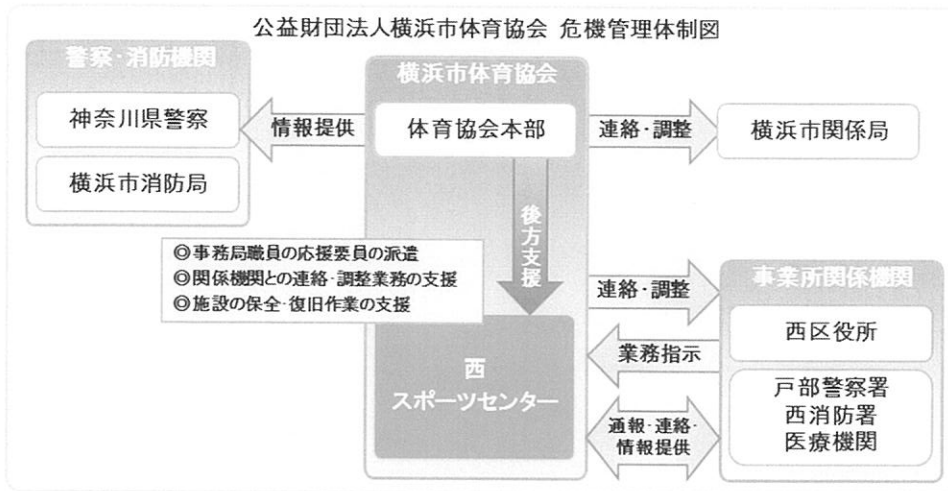 公益財団法人横浜市体育協会 危機管理体制図
警察・消防機関
神奈川県警察
横浜市消防局
情報提供
横浜市体育協会
体育協会本部
連絡・調整
横浜市関係局
後方支援
◎事務局職員の応援要員の派遣
◎関係機関との連絡・調整業務の支援
◎施設の保全・復旧作業の支援
西
スポーツセンター
連絡・調整
業務指示
通報・連絡・
情報提供
事業所関係機関
西区役所
戸部警察署
西消防署
医療機関